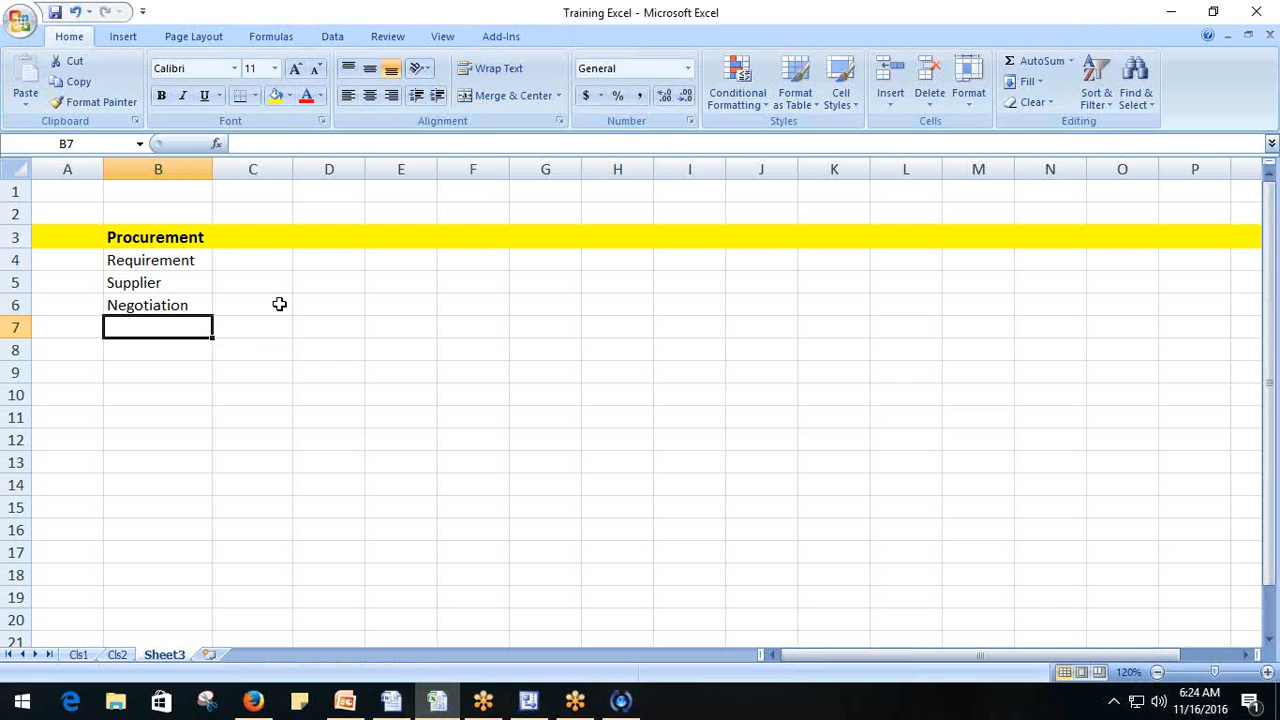 Training Excel - Microsoft Excel
Home Insert Page Layout Formulas Data Review View Add-Ins
Paste
Cut
Copy
Format Painter
Clipboard
Calibri 11
B I U
Font
Wrap Text
Merge & Center
Alignment
General
$ % ,
Number
Conditional Formatting
Format as Table
Cell Styles
Styles
Insert Delete Format
Cells
Σ AutoSum
Fill
Clear
Sort & Filter
Find & Select
Editing
B7 fx
A B C D E F G H I J K L M N O P
1
2
3 Procurement
4 Requirement
5 Supplier
6 Negotiation
7
8
9
10
11
12
13
14
15
16
17
18
19
20
21
Cls1 Cls2 Sheet3
120%
6:24 AM
11/16/2016